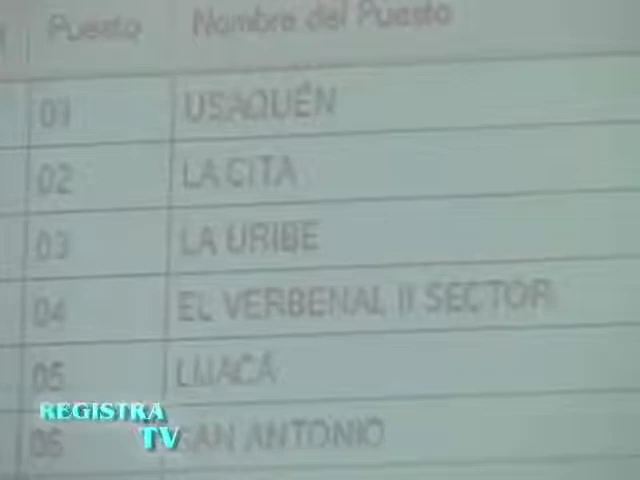 Puesto Nombre del Puesto
01 USAQUÉN
02 LA CITA
03 LA URIBE
04 EL VERBENAL II SECTOR
05 LIJACÁ
06 SAN ANTONIO
REGISTRA
TV